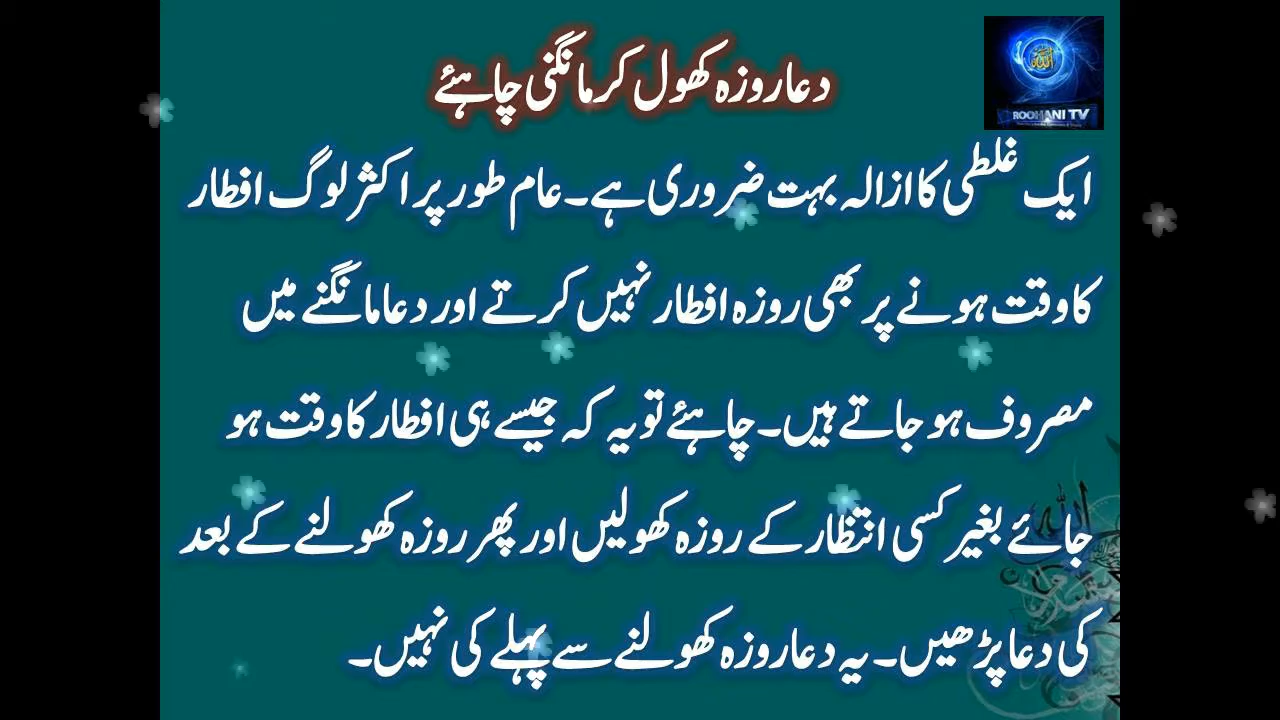 دعا روزہ کھول کر مانگنی چاہئے
ROOHANI TV
ایک غلطی کا ازالہ بہت ضروری ہے۔ عام طور پر اکثر لوگ افطار
کا وقت ہونے پر بھی روزہ افطار نہیں کرتے اور دعا مانگنے میں
مصروف ہو جاتے ہیں۔ چاہئے تو یہ کہ جیسے ہی افطار کا وقت ہو
جائے بغیر کسی انتظار کے روزہ کھولیں اور پھر روزہ کھولنے کے بعد
کی دعا پڑھیں۔ یہ دعا روزہ کھولنے سے پہلے کی نہیں۔